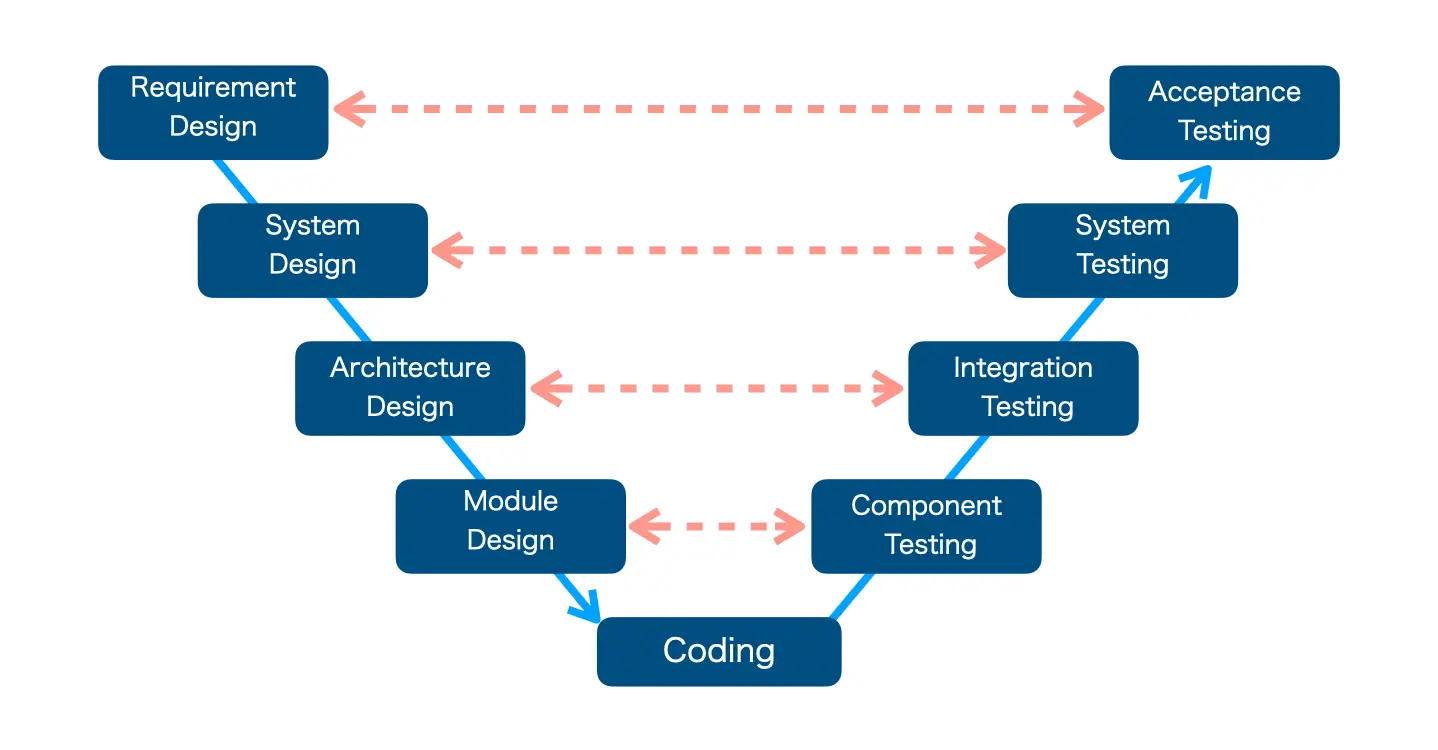 Requirement
Design
Acceptance
Testing
System
Design
System
Testing
Architecture
Design
Integration
Testing
Module
Design
Component
Testing
Coding